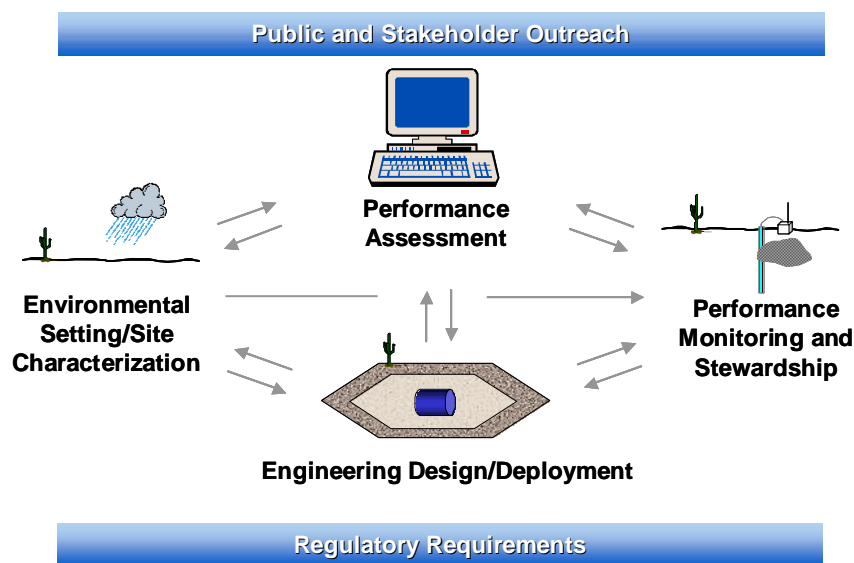 Public and Stakeholder Outreach
Performance
Assessment
Environmental
Setting/Site
Characterization
Performance
Monitoring and
Stewardship
Engineering Design/Deployment
Regulatory Requirements